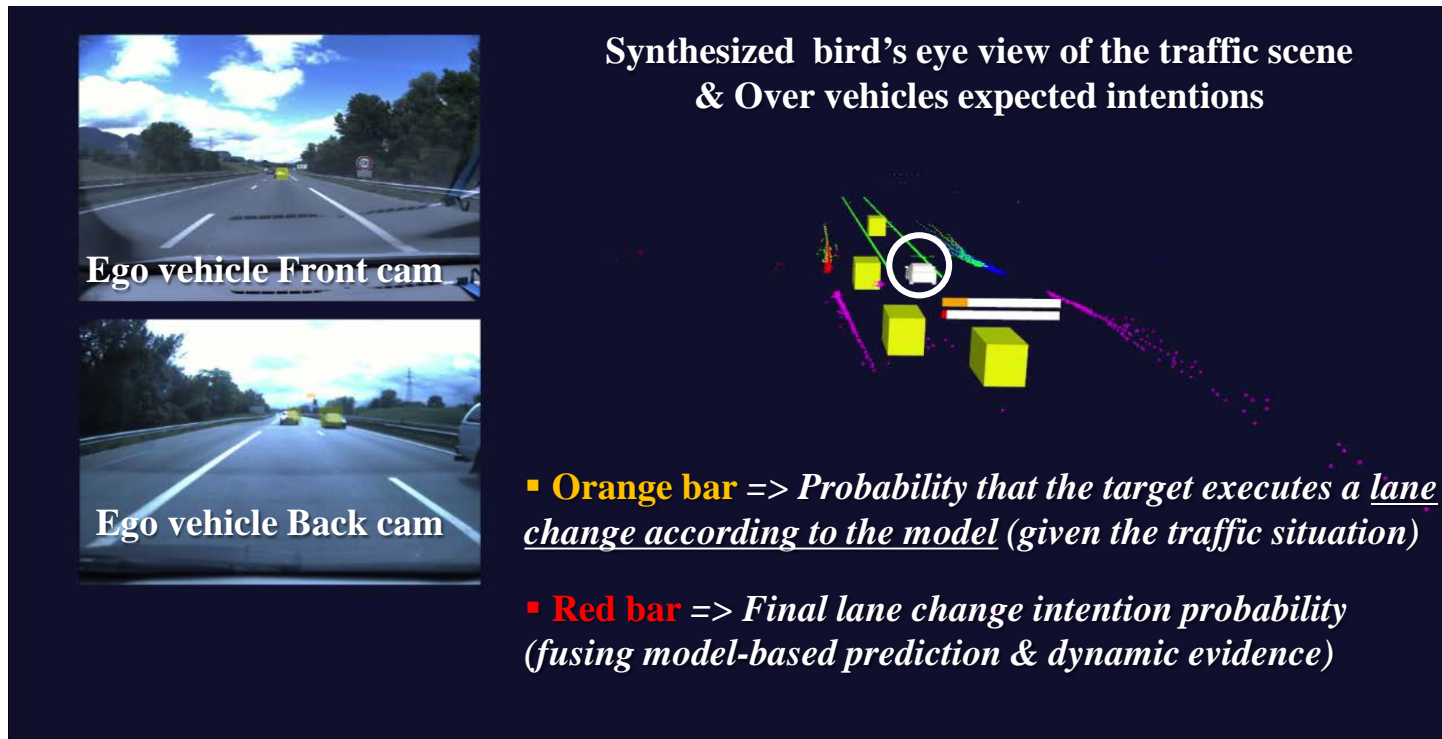 Synthesized bird's eye view of the traffic scene
& Over vehicles expected intentions
Ego vehicle Front cam
Ego vehicle Back cam
▪ Orange bar => Probability that the target executes a lane
change according to the model (given the traffic situation)
▪ Red bar => Final lane change intention probability
(fusing model-based prediction & dynamic evidence)